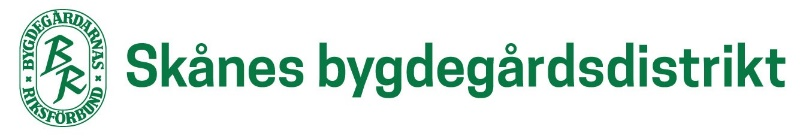 BYGDEGÅRDARNAS
BR
RIKSFÖRBUND
Skånes bygdegårdsdistrikt